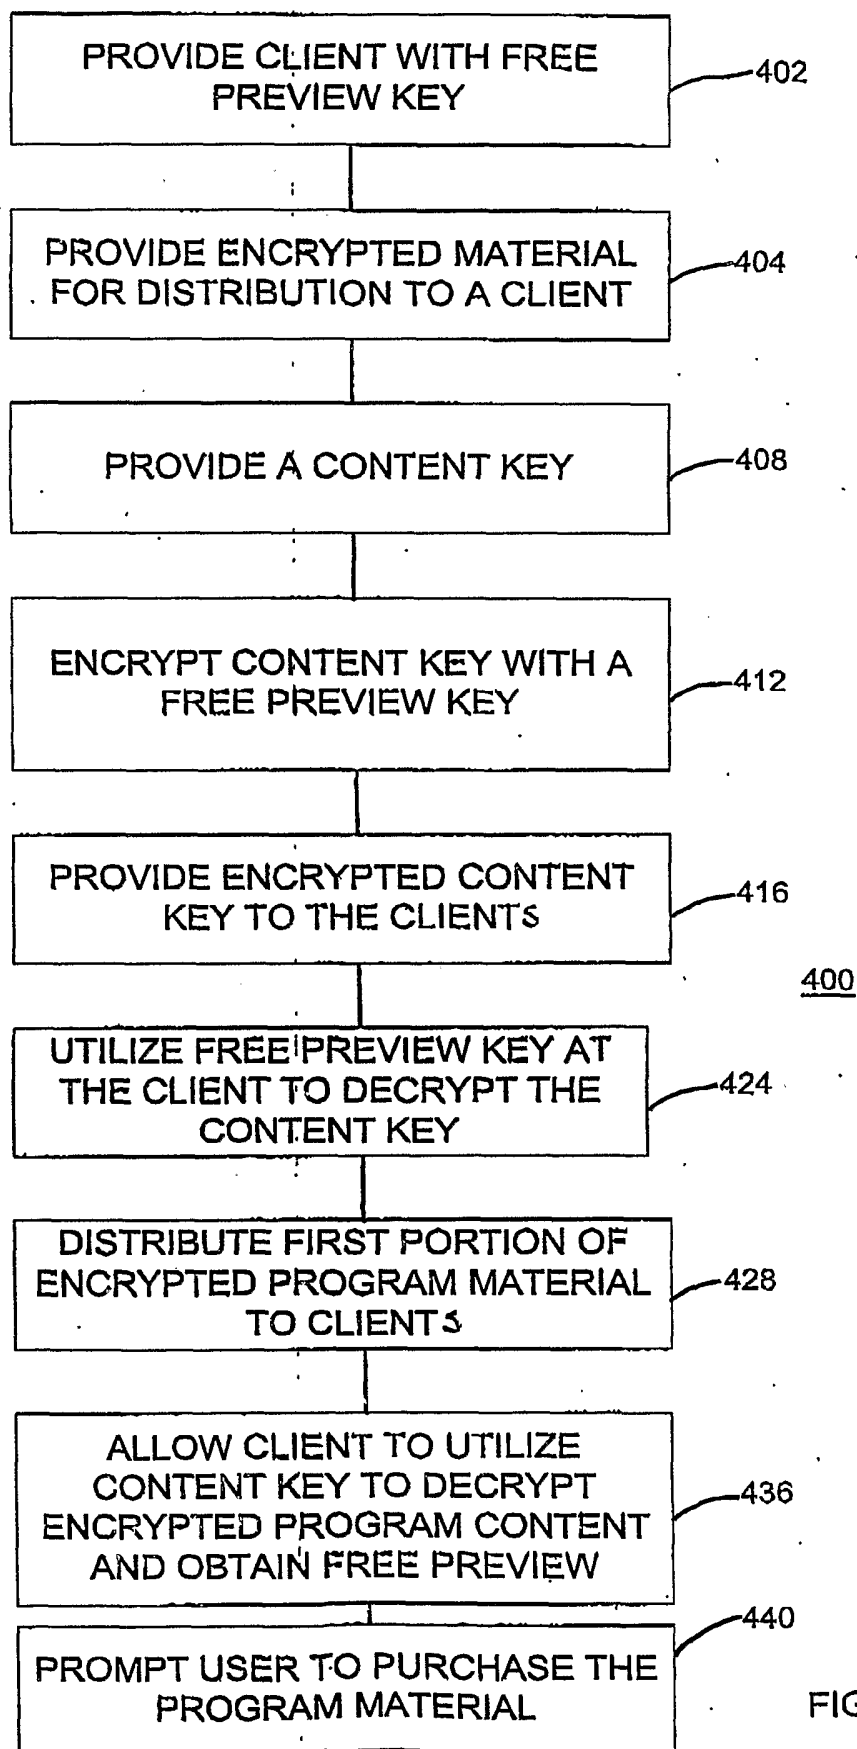 PROVIDE CLIENT WITH FREE
PREVIEW KEY
402
PROVIDE ENCRYPTED MATERIAL
FOR DISTRIBUTION TO A CLIENT
404
PROVIDE A CONTENT KEY
408
ENCRYPT CONTENT KEY WITH A
FREE PREVIEW KEY
412
PROVIDE ENCRYPTED CONTENT
KEY TO THE CLIENTS
416
400
UTILIZE FREE PREVIEW KEY AT
THE CLIENT TO DECRYPT THE
CONTENT KEY
424
DISTRIBUTE FIRST PORTION OF
ENCRYPTED PROGRAM MATERIAL
TO CLIENTS
428
ALLOW CLIENT TO UTILIZE
CONTENT KEY TO DECRYPT
ENCRYPTED PROGRAM CONTENT
AND OBTAIN FREE PREVIEW
436
440
PROMPT USER TO PURCHASE THE
PROGRAM MATERIAL
FIG